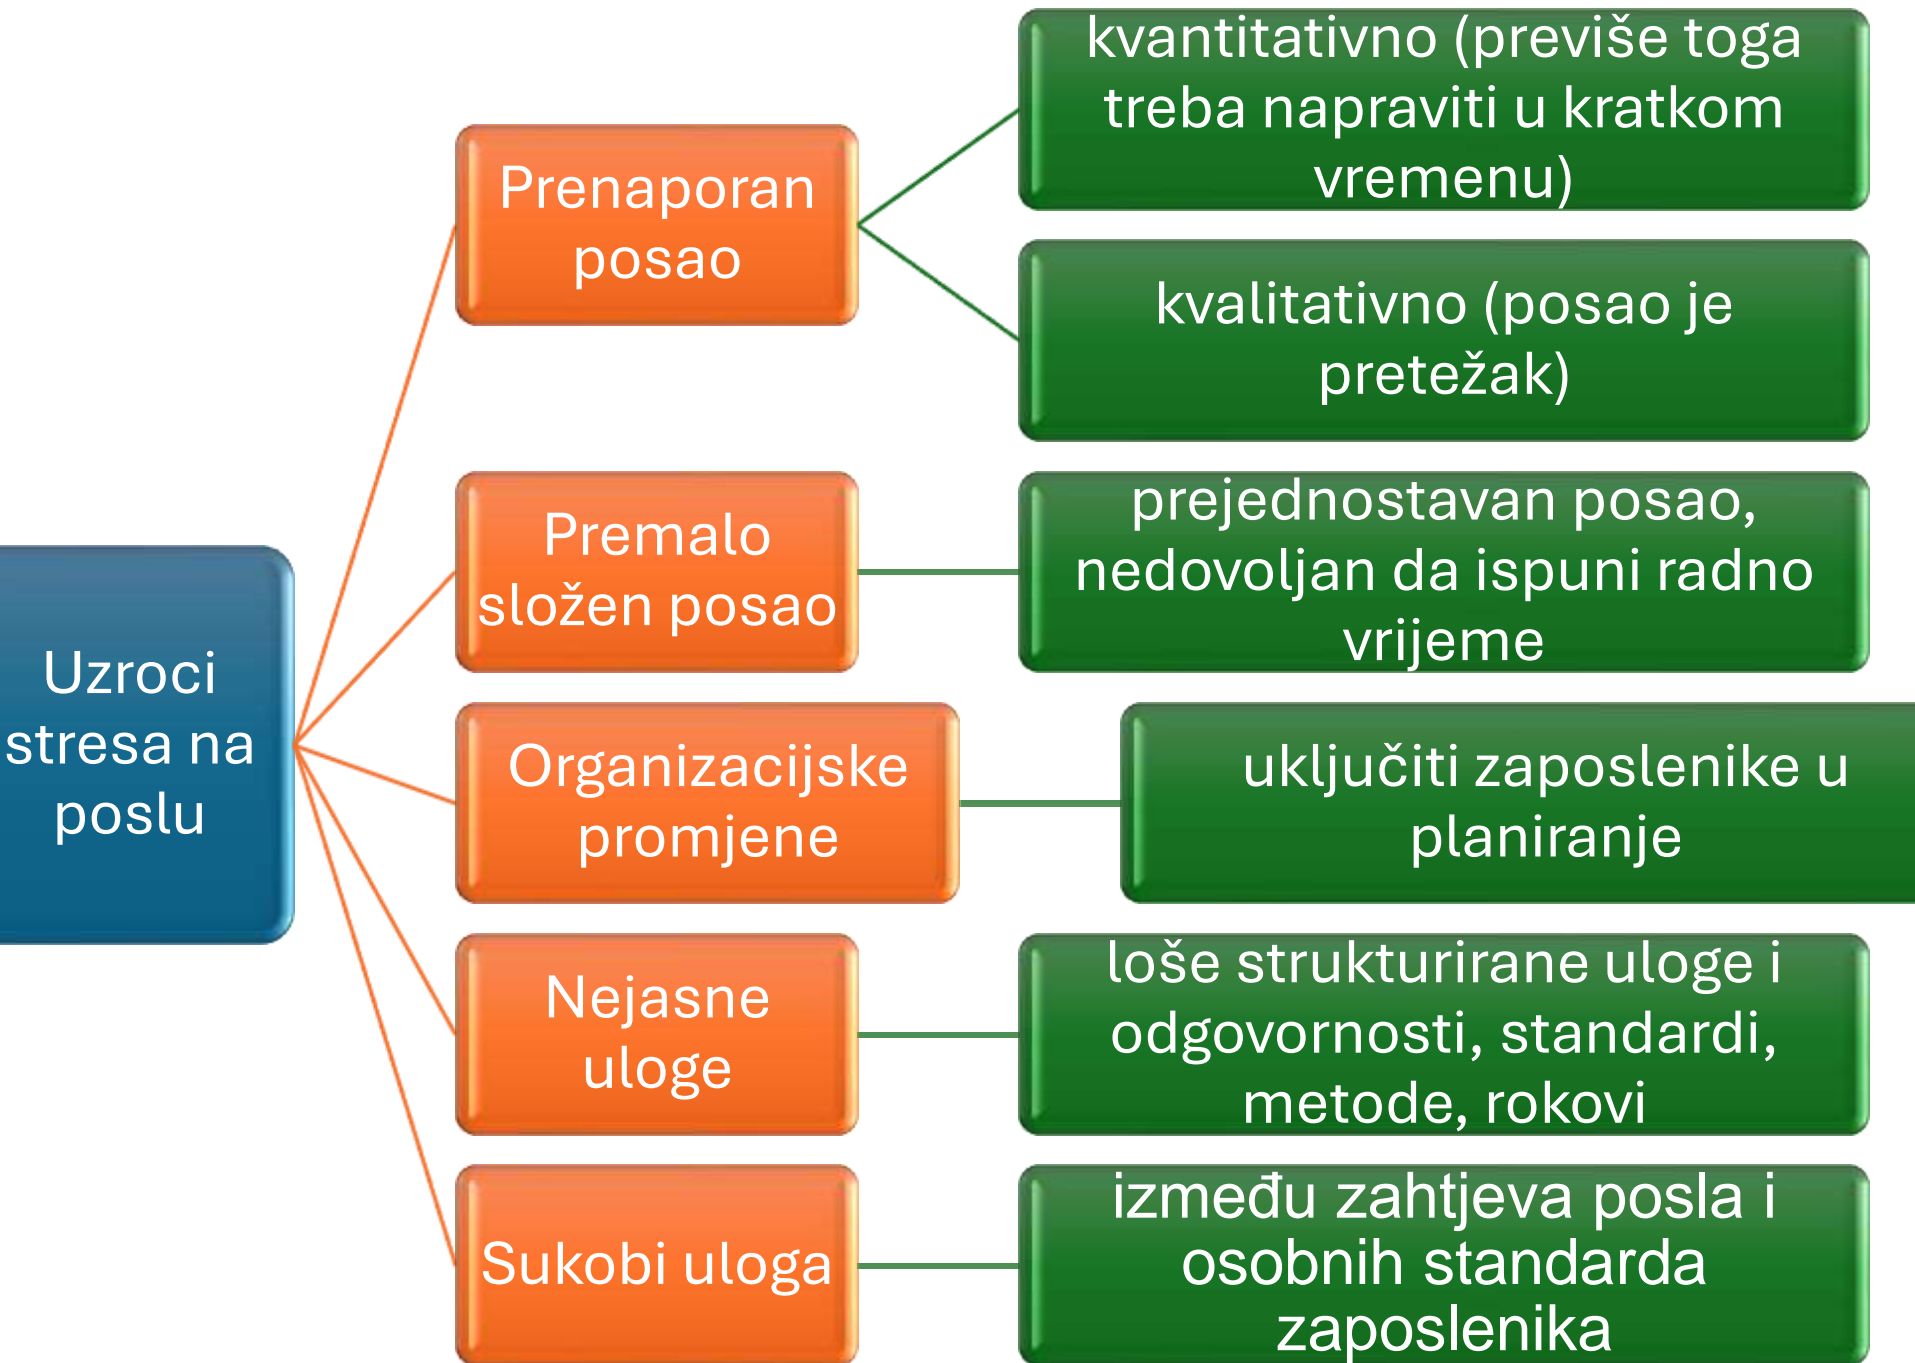 Uzroci
stresa na
poslu
Prenaporan
posao
kvantitativno (previše toga
treba napraviti u kratkom
vremenu)
kvalitativno (posao je
pretežak)
Premalo
složen posao
prejednostavan posao,
nedovoljan da ispuni radno
vrijeme
Organizacijske
promjene
uključiti zaposlenike u
planiranje
Nejasne
uloge
loše strukturirane uloge i
odgovornosti, standardi,
metode, rokovi
Sukobi uloga
između zahtjeva posla i
osobnih standarda
zaposlenika